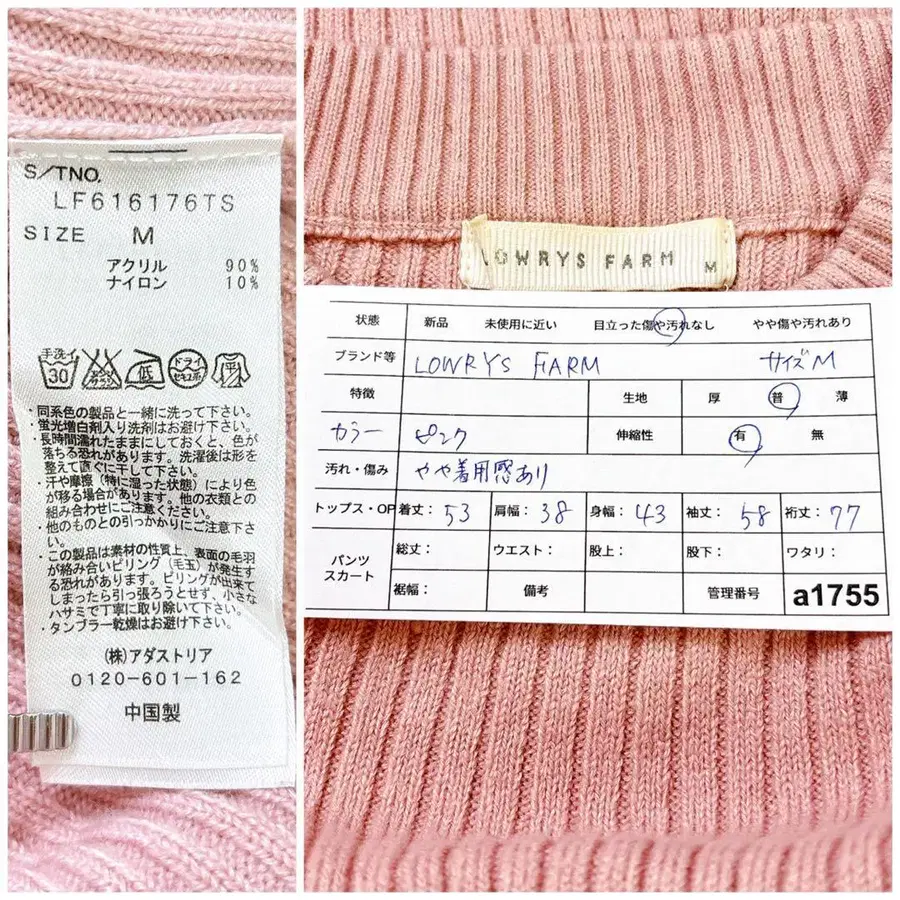 S/TNO.
LF616176TS
SIZE M
アクリル 90%
ナイロン 10%
手洗イ
30
エンソサラシ
低
ドライ
セキユ系
平
・同系色の製品と一緒に洗って下さい。
・蛍光増白剤入り洗剤はお避け下さい。
・長時間濡れたままにしておくと、色が
落ちる恐れがあります。洗濯後は形を
整えて直ぐに干して下さい。
・汗や摩擦（特に湿った状態）により色
が移る場合があります。他の衣類との
組み合わせにご注意下さい。
・他のものとの引っかかりにご注意下さ
い。
・この製品は素材の性質上、表面の毛羽
が絡み合いピリング（毛玉）が発生す
る恐れがあります。ピリングが出来て
しまったら引っ張ろうとせず、小さな
ハサミで丁寧に取り除いて下さい。
・タンブラー乾燥はお避け下さい。
(株)アダストリア
0120-601-162
中国製
LOWRYS FARM M
状態 新品 未使用に近い 目立った傷や汚れなし やや傷や汚れあり
ブランド等 LOWRYS FARM サイズM
特徴 生地 厚 普 薄
カラー ピンク 伸縮性 有 無
汚れ・傷み やや着用感あり
トップス・OP 着丈：53 肩幅：38 身幅：43 袖丈：58 裄丈：77
パンツ
スカート
総丈： ウエスト： 股上： 股下： ワタリ：
裾幅： 備考 管理番号 a1755